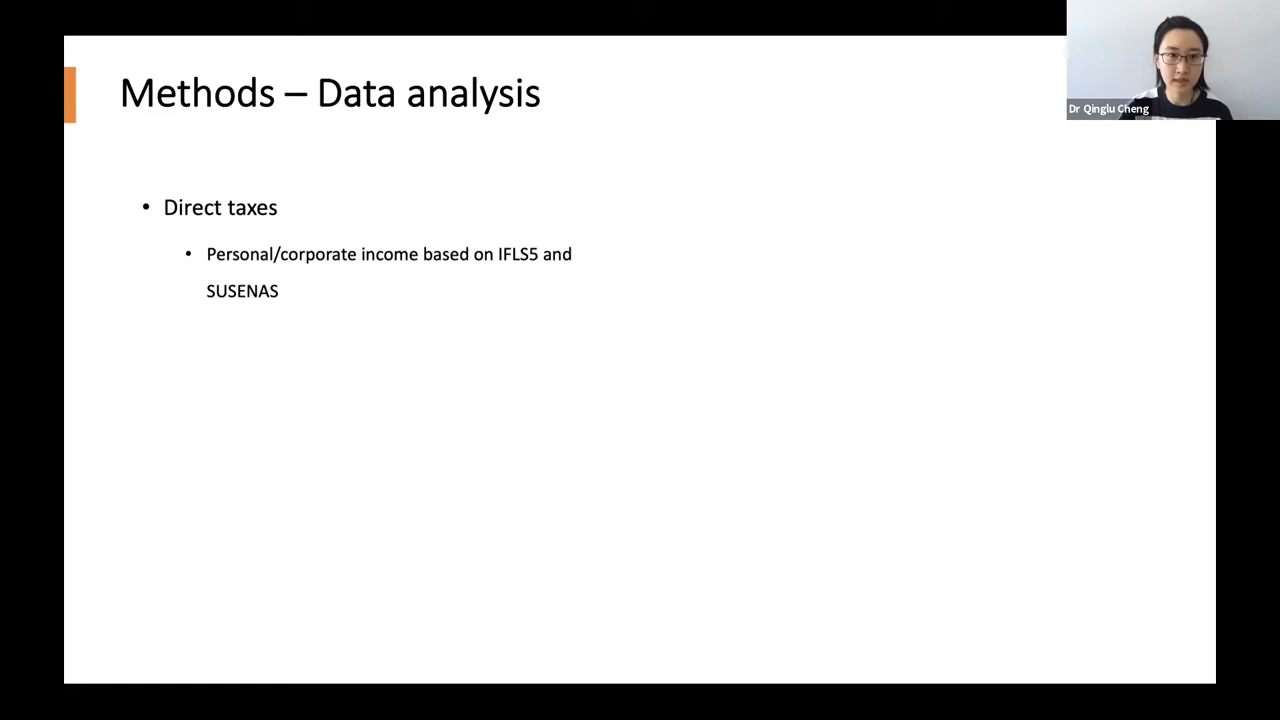 Methods – Data analysis
Dr Qinglu Cheng
• Direct taxes
• Personal/corporate income based on IFLS5 and
SUSENAS